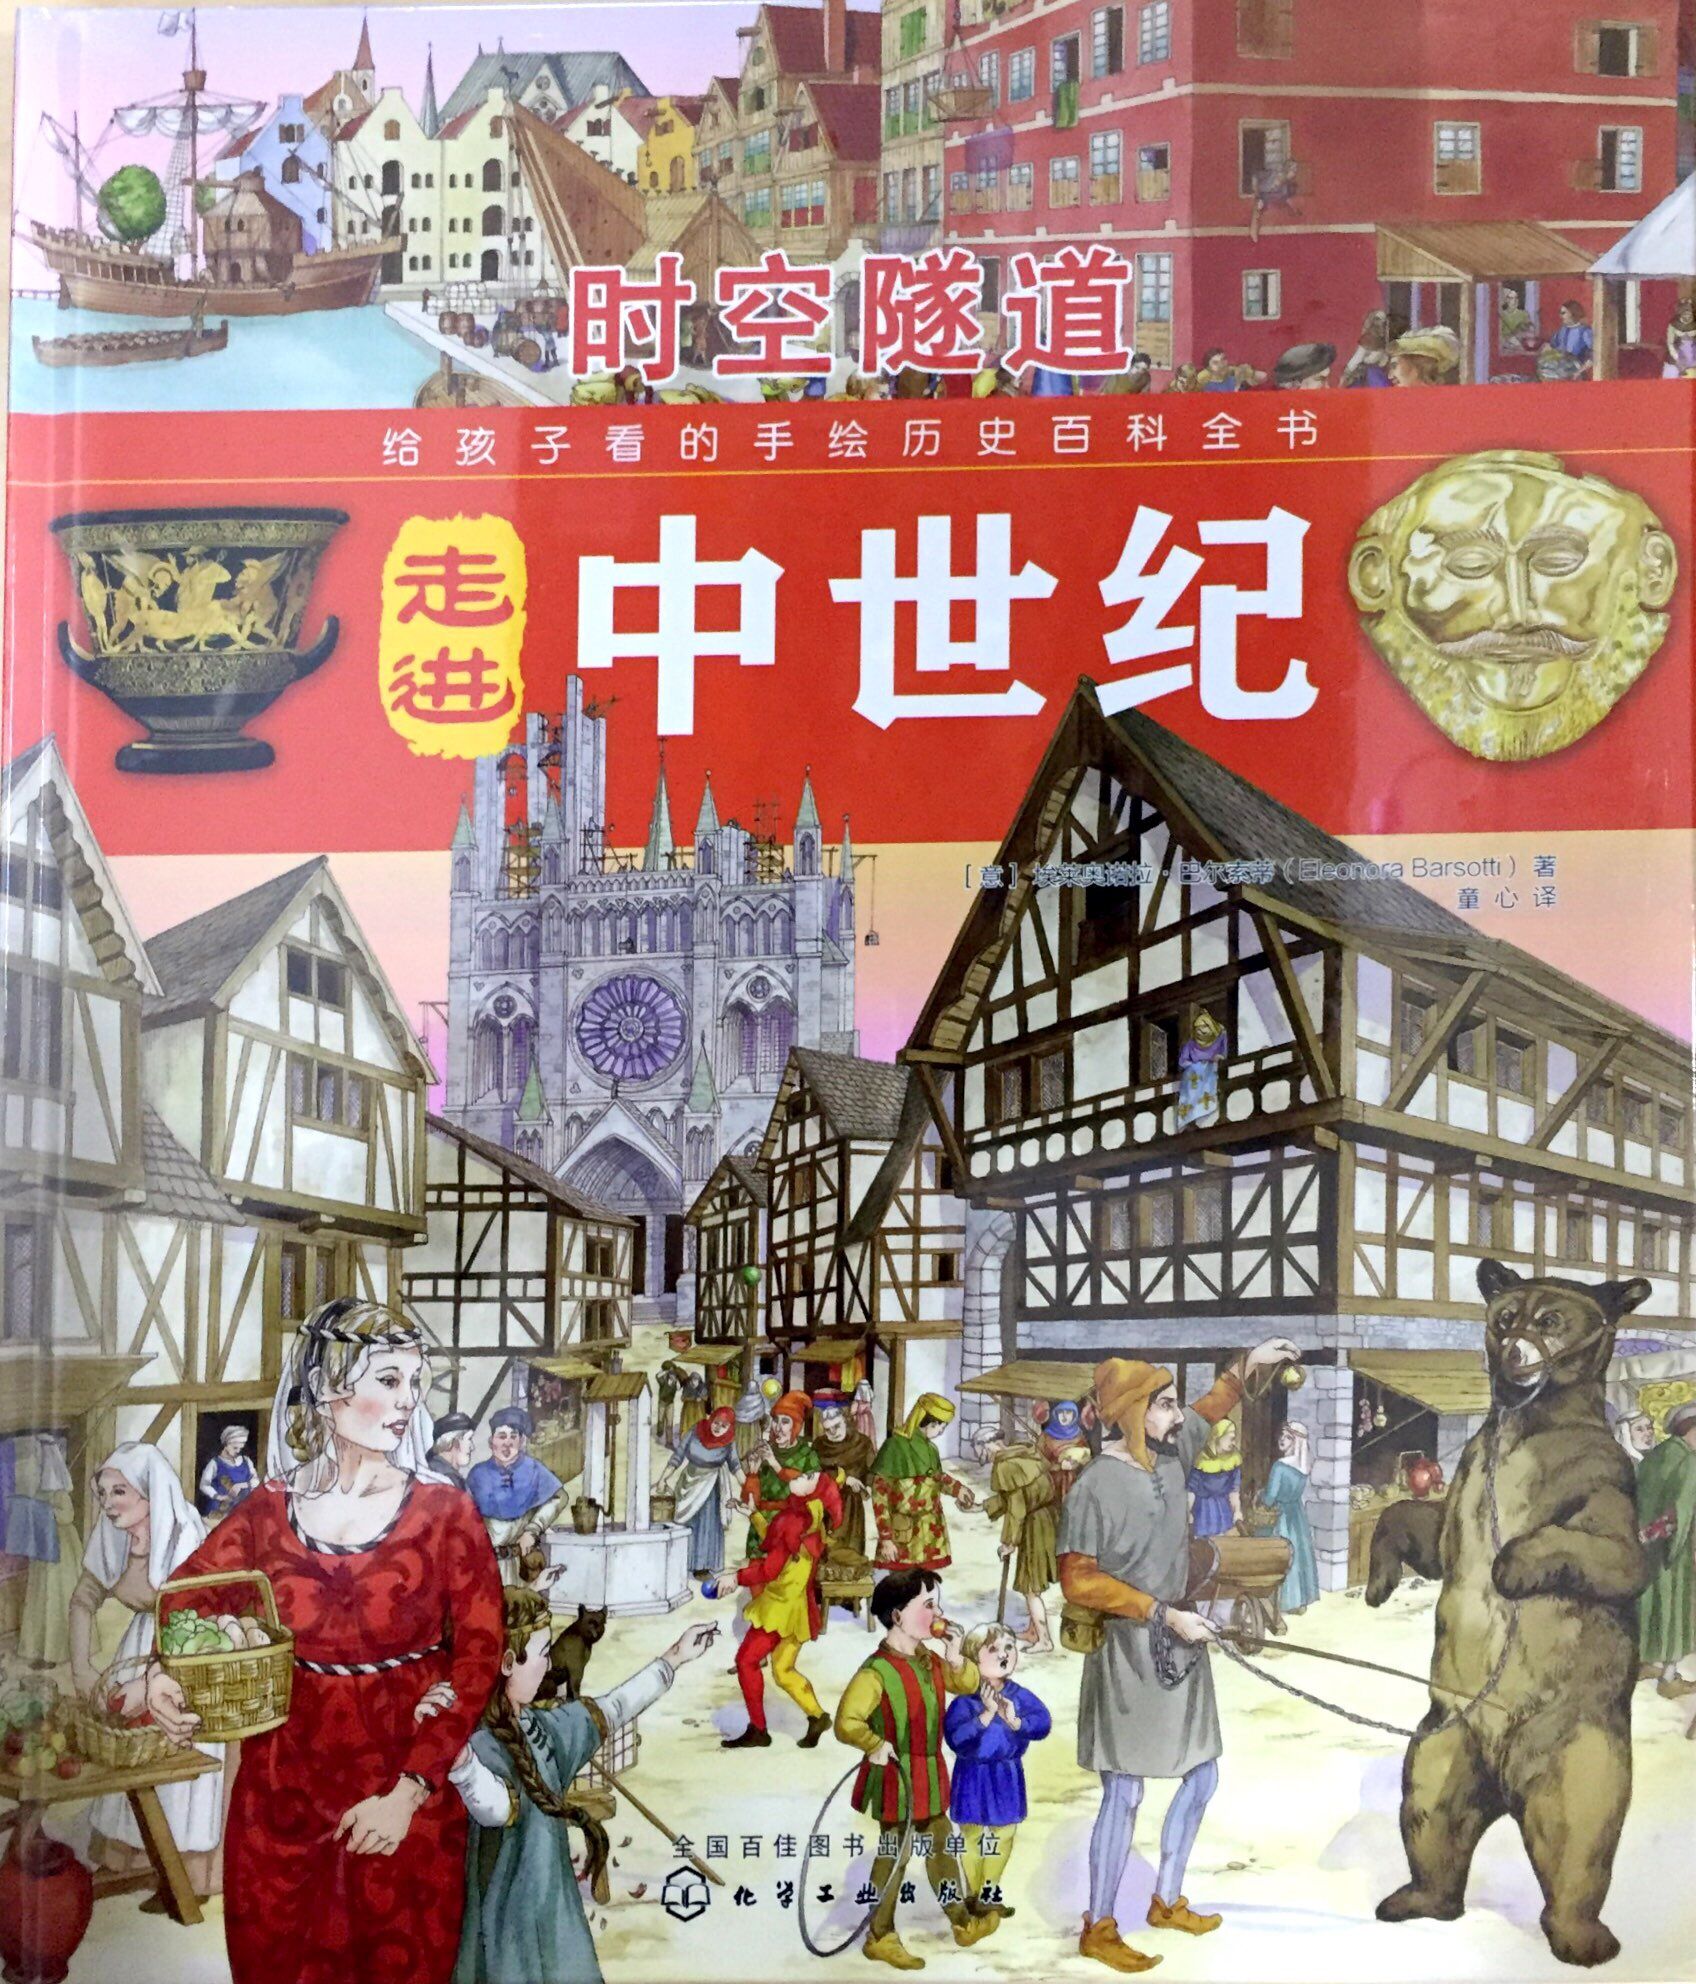 时空隧道
给孩子看的手绘历史百科全书
走进
中世纪
[意] 埃莱奥诺拉·巴尔索蒂(Eleonora Barsotti)著
童心 译
全国百佳图书出版单位
化学工业出版社